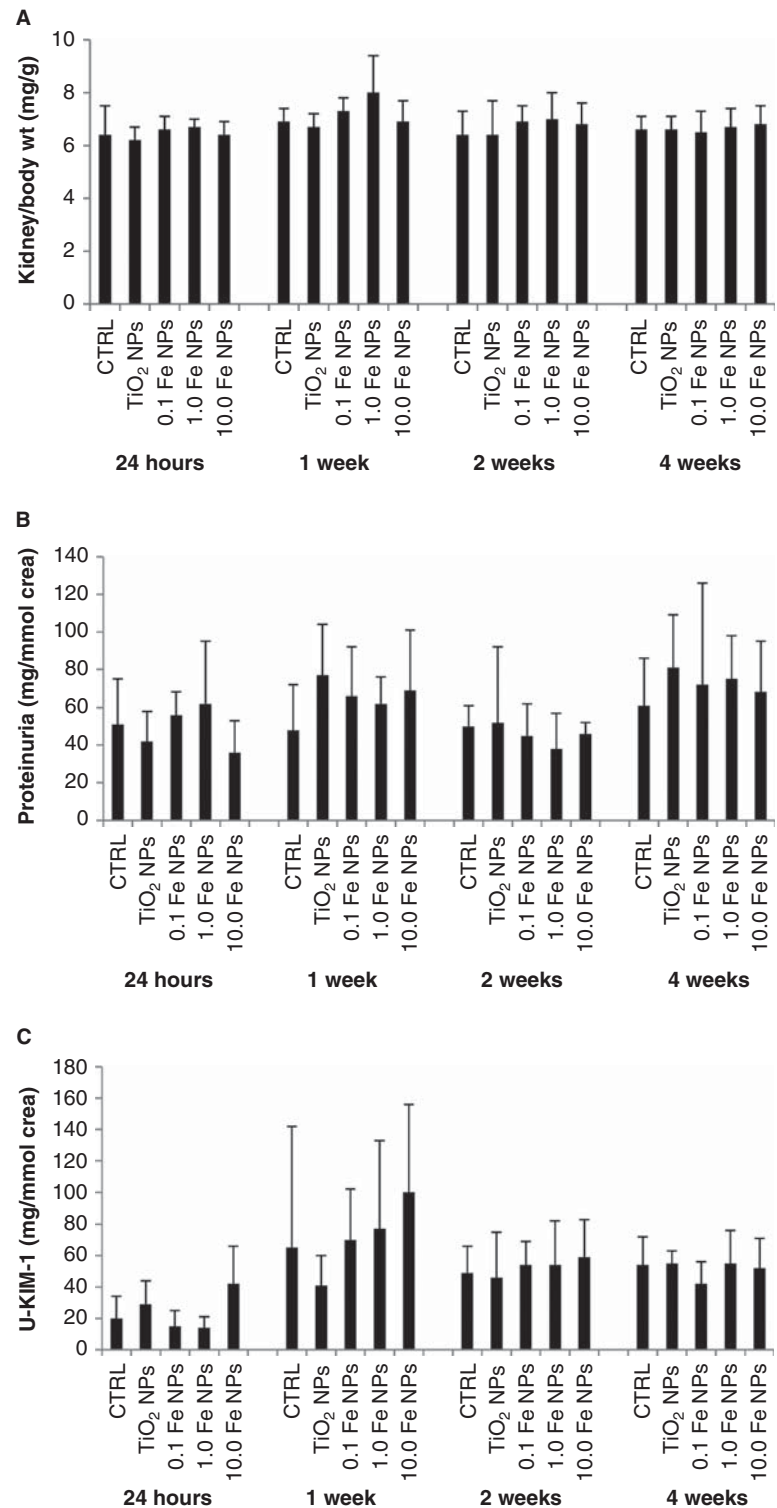 A
Kidney/body wt (mg/g)
10
8
6
4
2
0
CTRL
TiO₂ NPs
0.1 Fe NPs
1.0 Fe NPs
10.0 Fe NPs
CTRL
TiO₂ NPs
0.1 Fe NPs
1.0 Fe NPs
10.0 Fe NPs
CTRL
TiO₂ NPs
0.1 Fe NPs
1.0 Fe NPs
10.0 Fe NPs
CTRL
TiO₂ NPs
0.1 Fe NPs
1.0 Fe NPs
10.0 Fe NPs
24 hours
1 week
2 weeks
4 weeks
B
Proteinuria (mg/mmol crea)
140
120
100
80
60
40
20
0
CTRL
TiO₂ NPs
0.1 Fe NPs
1.0 Fe NPs
10.0 Fe NPs
CTRL
TiO₂ NPs
0.1 Fe NPs
1.0 Fe NPs
10.0 Fe NPs
CTRL
TiO₂ NPs
0.1 Fe NPs
1.0 Fe NPs
10.0 Fe NPs
CTRL
TiO₂ NPs
0.1 Fe NPs
1.0 Fe NPs
10.0 Fe NPs
24 hours
1 week
2 weeks
4 weeks
C
U-KIM-1 (mg/mmol crea)
180
160
140
120
100
80
60
40
20
0
CTRL
TiO₂ NPs
0.1 Fe NPs
1.0 Fe NPs
10.0 Fe NPs
CTRL
TiO₂ NPs
0.1 Fe NPs
1.0 Fe NPs
10.0 Fe NPs
CTRL
TiO₂ NPs
0.1 Fe NPs
1.0 Fe NPs
10.0 Fe NPs
CTRL
TiO₂ NPs
0.1 Fe NPs
1.0 Fe NPs
10.0 Fe NPs
24 hours
1 week
2 weeks
4 weeks